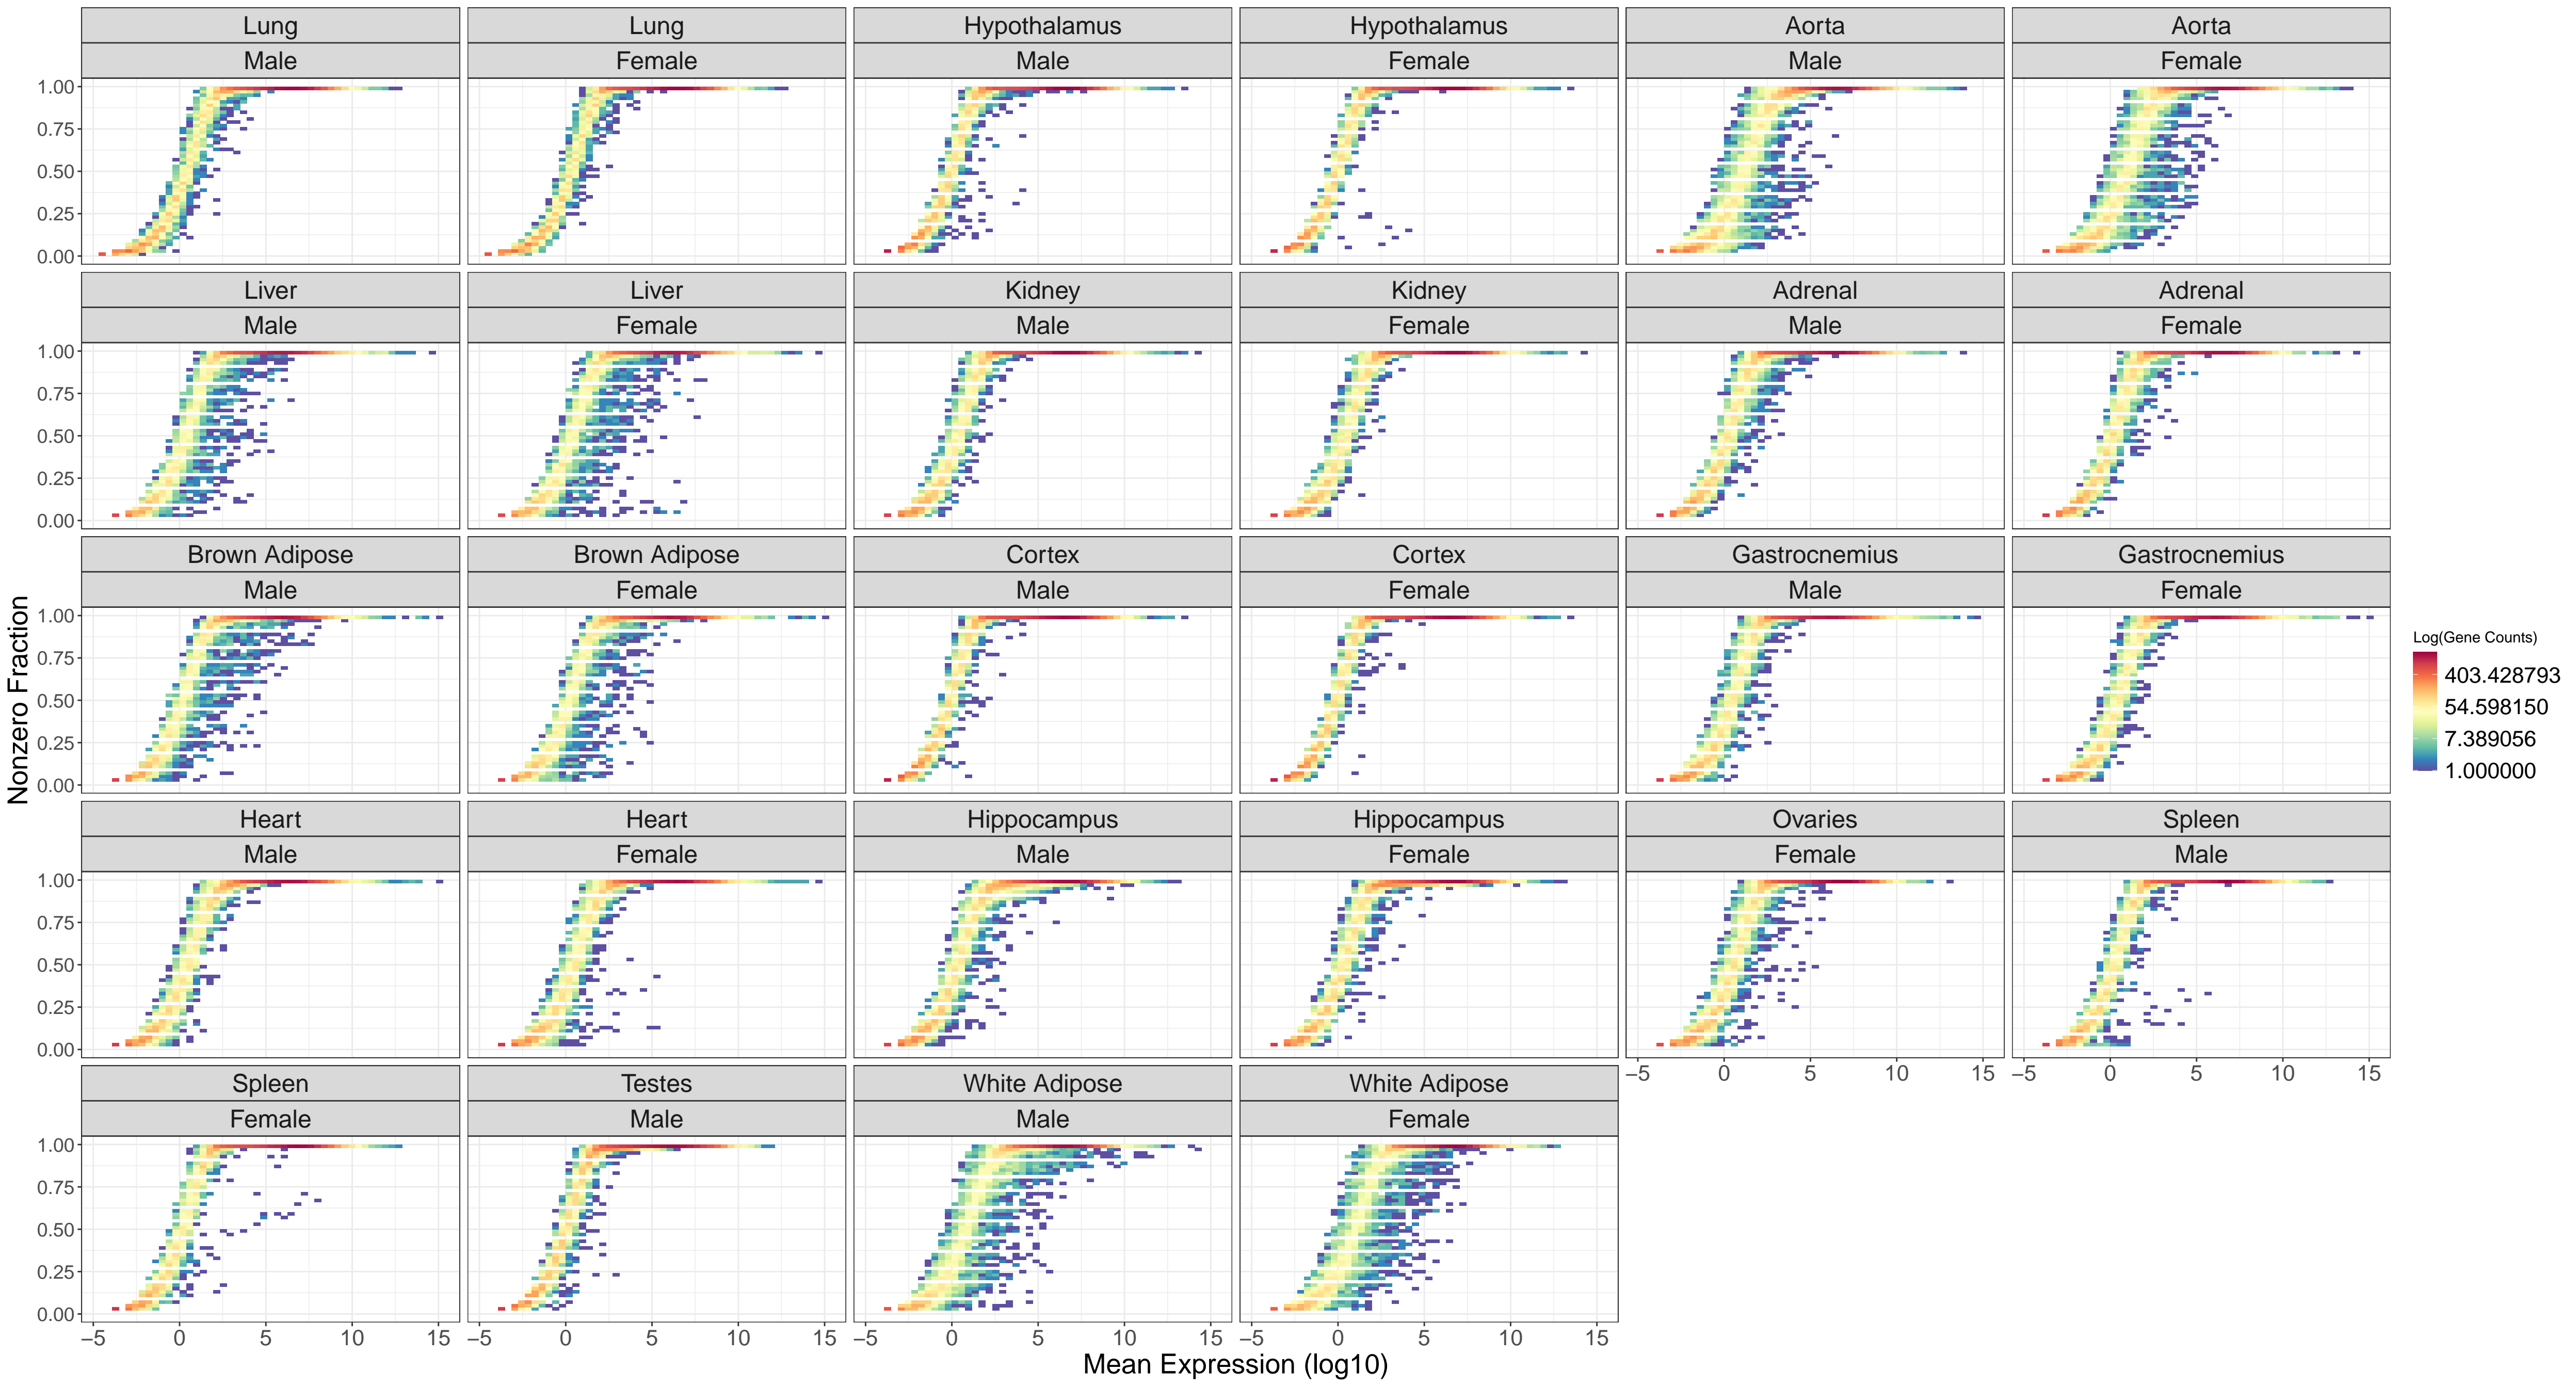 Lung Lung Hypothalamus Hypothalamus Aorta Aorta
Male Female Male Female Male Female
1.00
0.75
0.50
0.25
0.00
Liver Liver Kidney Kidney Adrenal Adrenal
Male Female Male Female Male Female
1.00
0.75
0.50
0.25
0.00
Brown Adipose Brown Adipose Cortex Cortex Gastrocnemius Gastrocnemius
Male Female Male Female Male Female
1.00
0.75
0.50
0.25
0.00
Nonzero Fraction
Log(Gene Counts)
403.428793
54.598150
7.389056
1.000000
Heart Heart Hippocampus Hippocampus Ovaries Spleen
Male Female Male Female Female Male
1.00
0.75
0.50
0.25
0.00
−5 0 5 10 15 −5 0 5 10 15
Spleen Testes White Adipose White Adipose
Female Male Male Female
1.00
0.75
0.50
0.25
0.00
−5 0 5 10 15 −5 0 5 10 15 −5 0 5 10 15 −5 0 5 10 15
Mean Expression (log10)